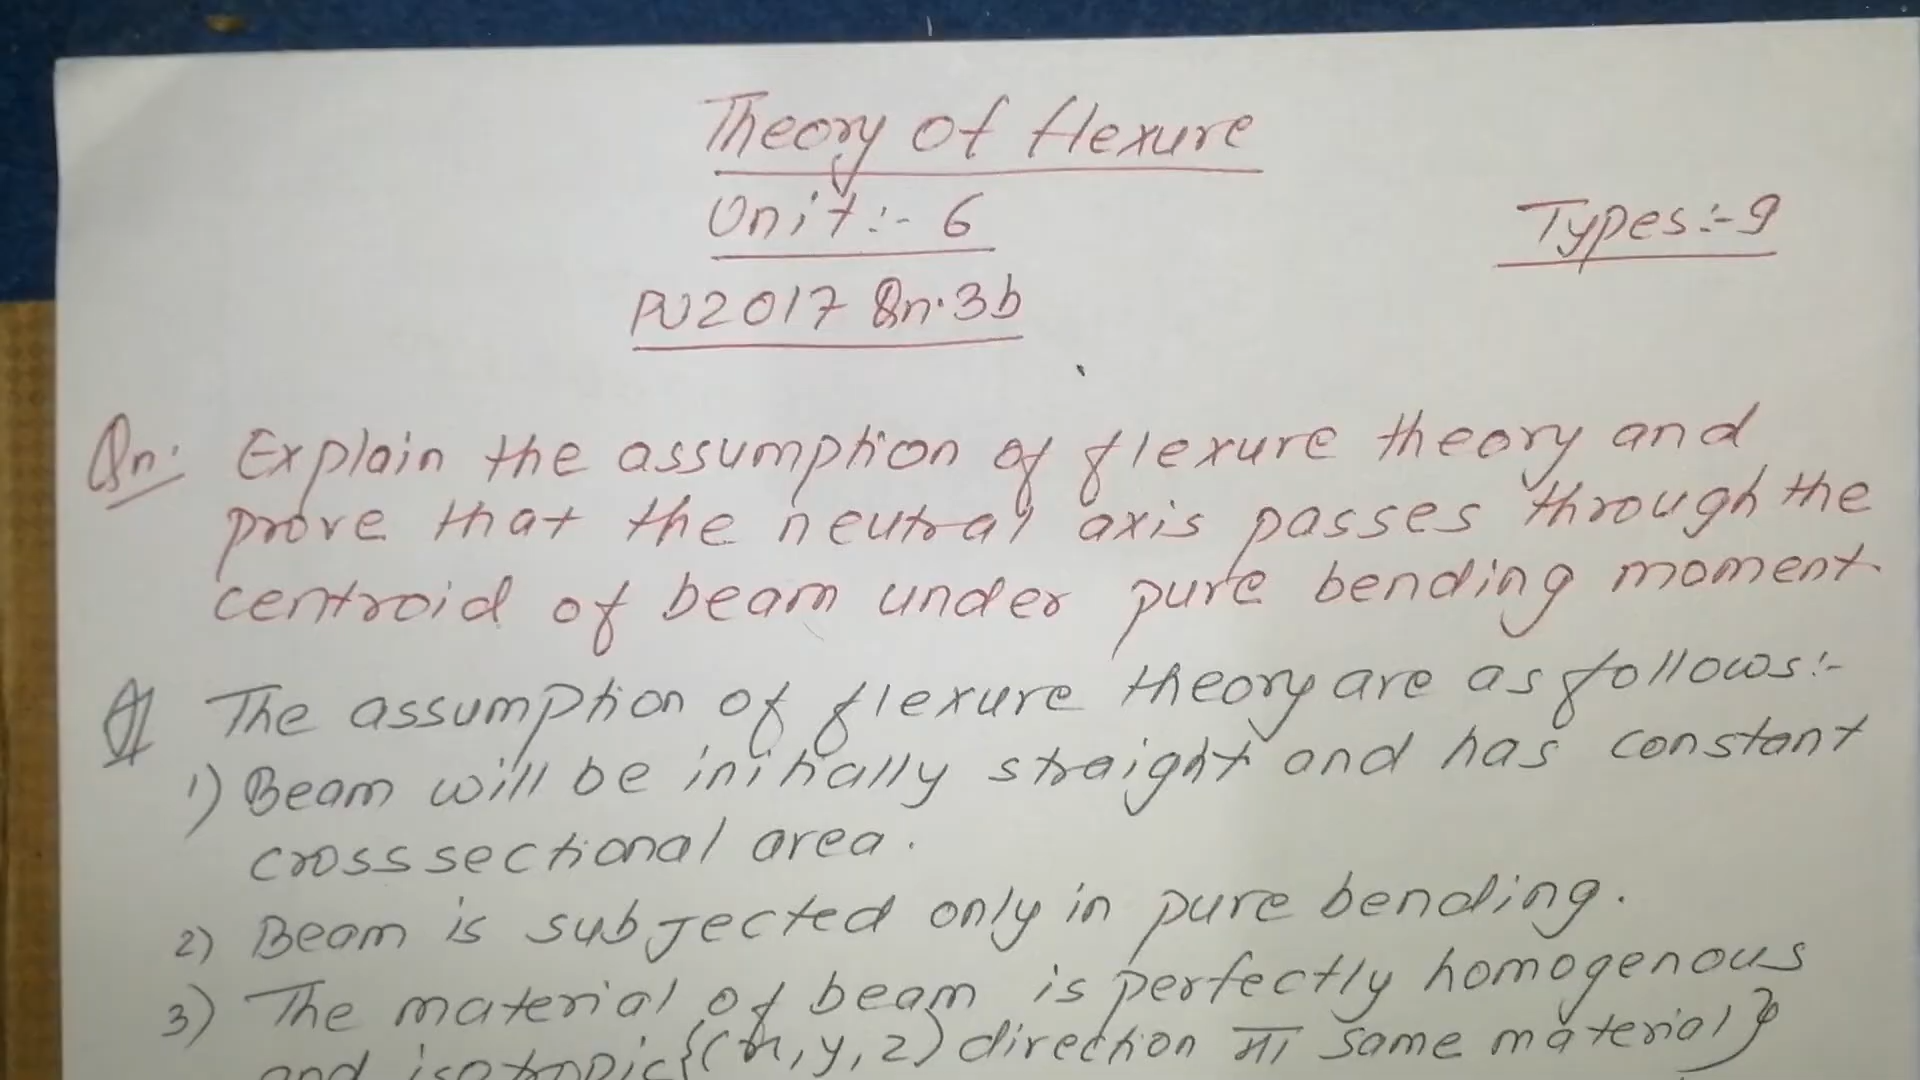 Theory of flexure
Unit:- 6
Types:-9
PU2017 Qn.3b
Qn: Explain the assumption of flexure theory and
prove that the neutral axis passes through the
centroid of beam under pure bending moment.
The assumption of flexure theory are as follows:-
1) Beam will be initially straight and has constant
crosssectional area.
2) Beam is subjected only in pure bending.
3) The material of beam is perfectly homogenous
and isotropic{(x,y,z) direction मा same material}